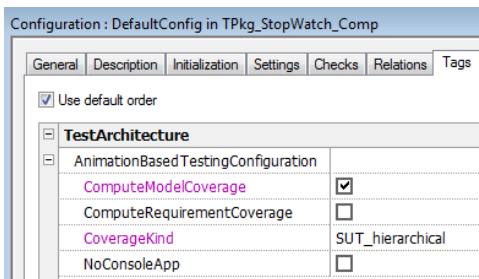 Configuration : DefaultConfig in TPkg_StopWatch_Comp
General Description Initialization Settings Checks Relations Tags
Use default order
TestArchitecture
AnimationBasedTestingConfiguration
ComputeModelCoverage
ComputeRequirementCoverage
CoverageKind SUT_hierarchical
NoConsoleApp